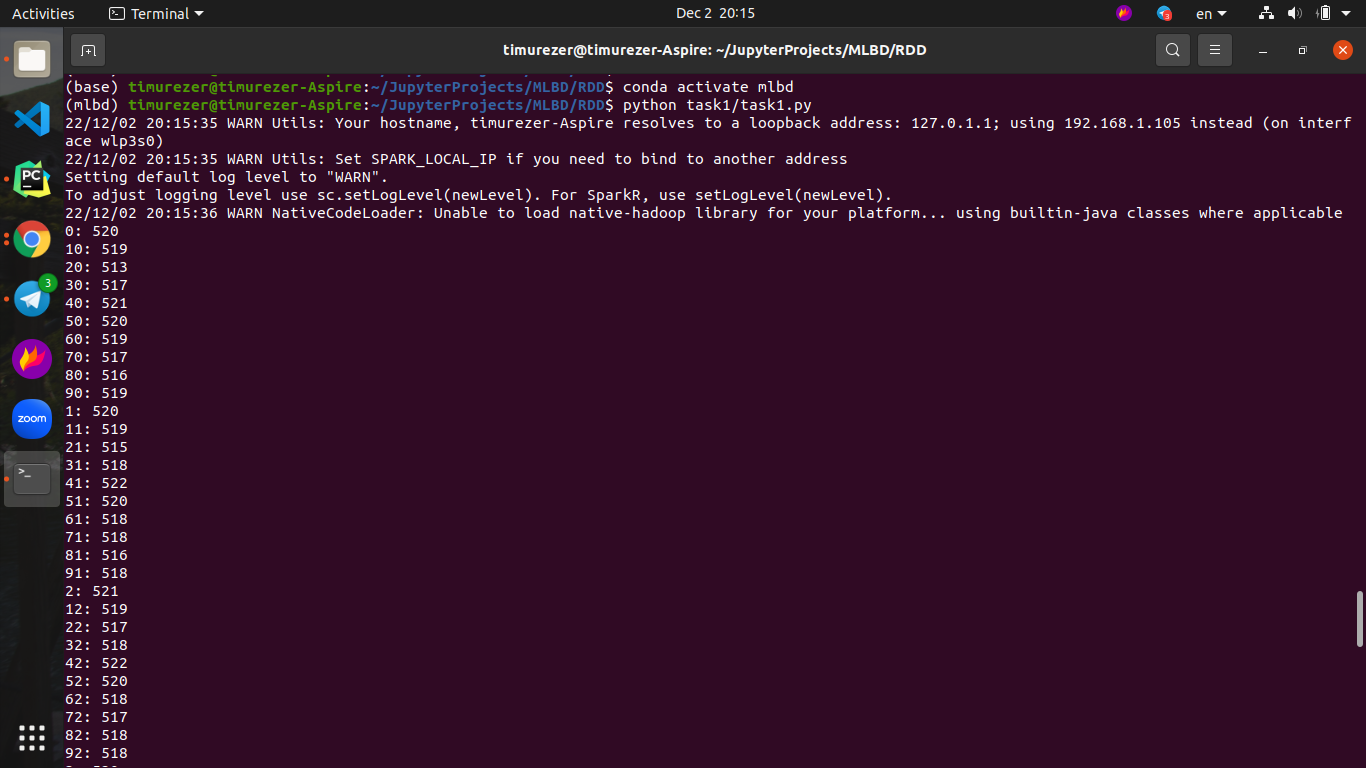 Activities
Terminal
Dec 2 20:15
3
en
timurezer@timurezer-Aspire: ~/JupyterProjects/MLBD/RDD
(base) timurezer@timurezer-Aspire:~/JupyterProjects/MLBD/RDD$ conda activate mlbd
(mlbd) timurezer@timurezer-Aspire:~/JupyterProjects/MLBD/RDD$ python task1/task1.py
22/12/02 20:15:35 WARN Utils: Your hostname, timurezer-Aspire resolves to a loopback address: 127.0.1.1; using 192.168.1.105 instead (on interf
ace wlp3s0)
22/12/02 20:15:35 WARN Utils: Set SPARK_LOCAL_IP if you need to bind to another address
Setting default log level to "WARN".
To adjust logging level use sc.setLogLevel(newLevel). For SparkR, use setLogLevel(newLevel).
22/12/02 20:15:36 WARN NativeCodeLoader: Unable to load native-hadoop library for your platform... using builtin-java classes where applicable
0: 520
10: 519
20: 513
30: 517
40: 521
50: 520
60: 519
70: 517
80: 516
90: 519
1: 520
11: 519
21: 515
31: 518
41: 522
51: 520
61: 518
71: 518
81: 516
91: 518
2: 521
12: 519
22: 517
32: 518
42: 522
52: 520
62: 518
72: 517
82: 518
92: 518
PC
3
zoom
>_